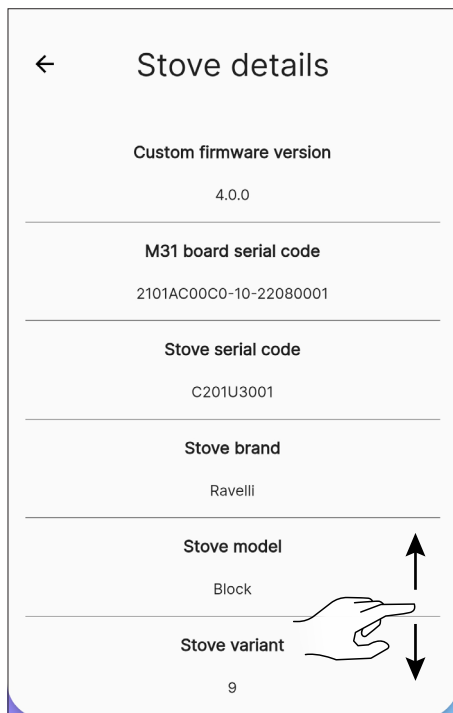 Stove details
Custom firmware version
4.0.0
M31 board serial code
2101AC00C0-10-22080001
Stove serial code
C201U3001
Stove brand
Ravelli
Stove model
Block
Stove variant
9